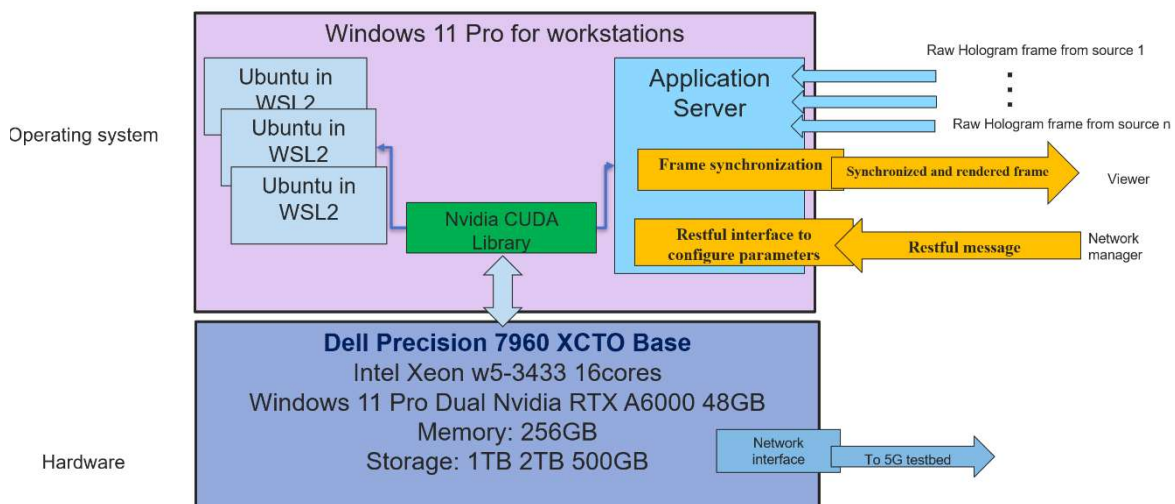 Windows 11 Pro for workstations
Ubuntu in
WSL2
Ubuntu in
WSL2
Ubuntu in
WSL2
Operating system
Application
Server
Raw Hologram frame from source 1
Raw Hologram frame from source n
Frame synchronization
Synchronized and rendered frame
Viewer
Nvidia CUDA
Library
Restful interface to
configure parameters
Restful message
Network
manager
Dell Precision 7960 XCTO Base
Intel Xeon w5-3433 16cores
Windows 11 Pro Dual Nvidia RTX A6000 48GB
Memory: 256GB
Storage: 1TB 2TB 500GB
Hardware
Network
interface
To 5G testbed